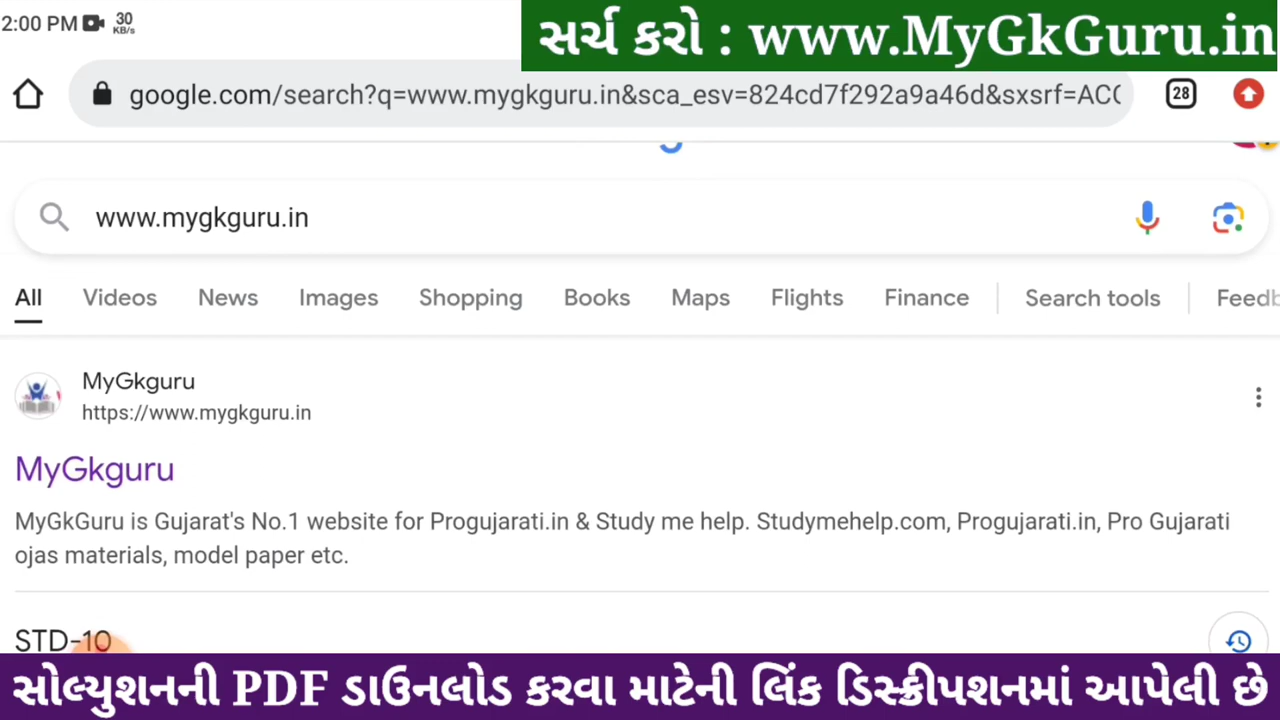 2:00 PM 30 KB/s
સર્ચ કરો : www.MyGkGuru.in
google.com/search?q=www.mygkguru.in&sca_esv=824cd7f292a9a46d&sxsrf=ACC
28
www.mygkguru.in
All Videos News Images Shopping Books Maps Flights Finance Search tools Feedb
MyGkguru
https://www.mygkguru.in
MyGkguru
MyGkGuru is Gujarat's No.1 website for Progujarati.in & Study me help. Studymehelp.com, Progujarati.in, Pro Gujarati
ojas materials, model paper etc.
STD-10
સોલ્યુશનની PDF ડાઉનલોડ કરવા માટેની લિંક ડિસ્ક્રીપશનમાં આપેલી છે